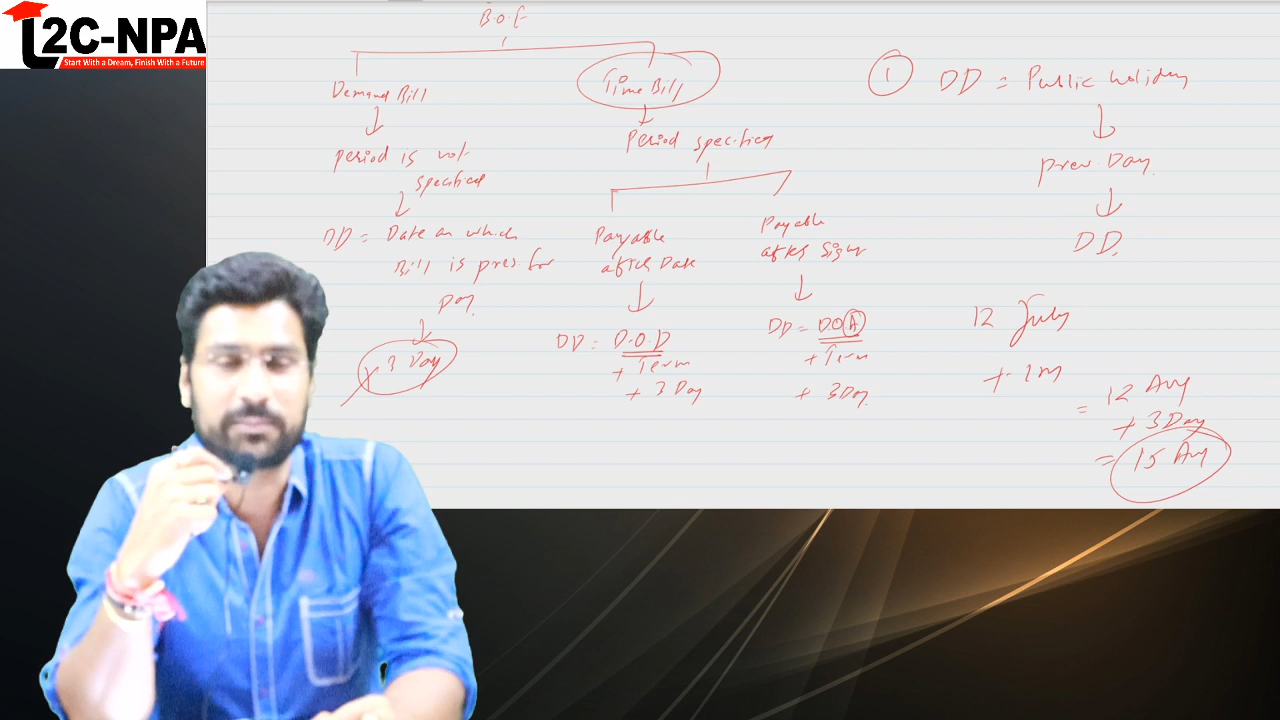 L2C-NPA
Start With a Dream, Finish With a Future
B.O.E
Demand Bill
Period is not
specified
DD = Date on which
Bill is pres. for
Pay.
3 Day
Time Bill
Period specified
Payable
after Date
DD = D.O.D
+ Term
+ 3 Day
Payable
after Sight
DD = DOA
+ Term
+ 3 Day
1 DD = Public holiday
prev. Day.
DD.
12 July
+ 1 m
= 12 Aug
+ 3 Day
= 15 Aug